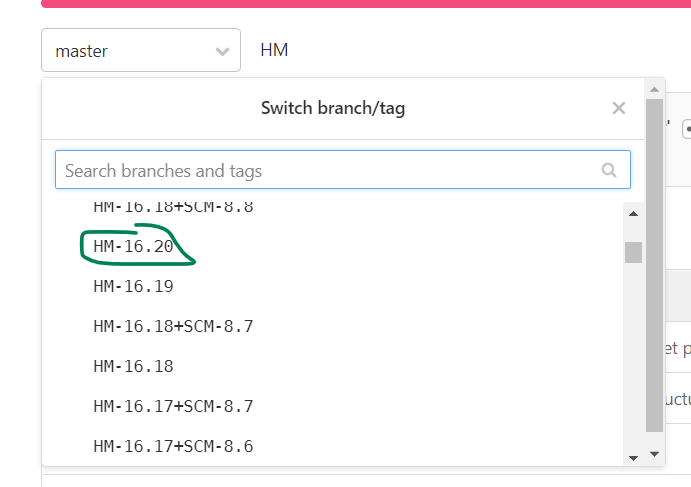 master HM
Switch branch/tag
Search branches and tags
HM-16.18+SCM-8.8
HM-16.20
HM-16.19
HM-16.18+SCM-8.7
HM-16.18
et p
HM-16.17+SCM-8.7
uctu
HM-16.17+SCM-8.6